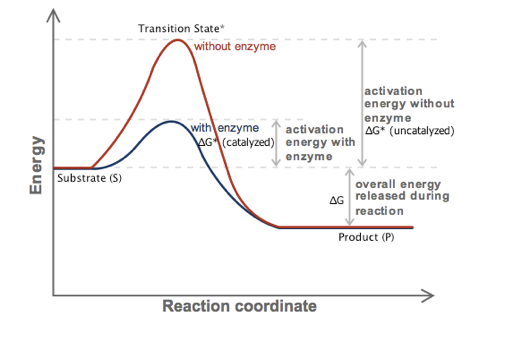 Transition State*
without enzyme
activation
energy without
enzyme
ΔG* (uncatalyzed)
with enzyme
ΔG* (catalyzed)
activation
energy with
enzyme
Substrate (S)
overall energy
released during
reaction
ΔG
Product (P)
Energy
Reaction coordinate